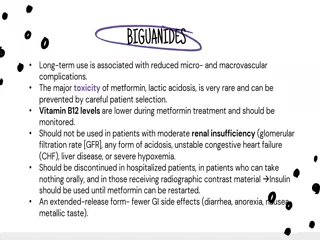 BIGUANIDES
• Long-term use is associated with reduced micro- and macrovascular
complications.
• The major toxicity of metformin, lactic acidosis, is very rare and can be
prevented by careful patient selection.
• Vitamin B12 levels are lower during metformin treatment and should be
monitored.
• Should not be used in patients with moderate renal insufficiency (glomerular
filtration rate [GFR], any form of acidosis, unstable congestive heart failure
(CHF), liver disease, or severe hypoxemia.
• Should be discontinued in hospitalized patients, in patients who can take
nothing orally, and in those receiving radiographic contrast material →Insulin
should be used until metformin can be restarted.
• An extended-release form- fewer GI side effects (diarrhea, anorexia, nausea,
metallic taste).